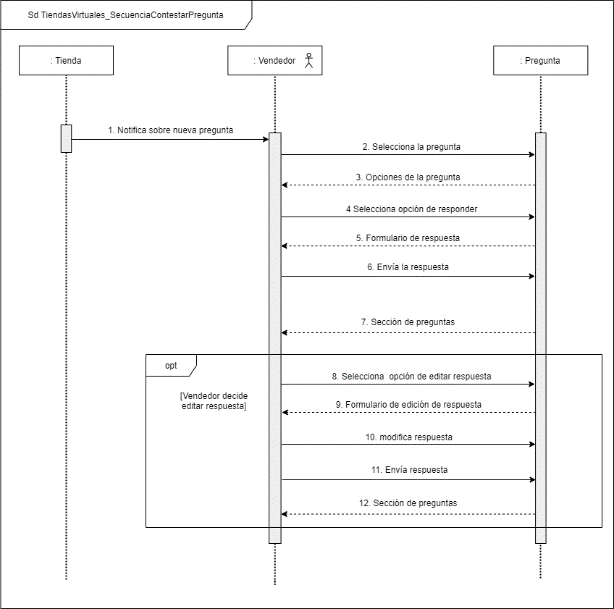 Sd TiendasVirtuales_SecuenciaContestarPregunta
: Tienda
: Vendedor
: Pregunta
1. Notifica sobre nueva pregunta
2. Selecciona la pregunta
3. Opciones de la pregunta
4 Selecciona opción de responder
5. Formulario de respuesta
6. Envía la respuesta
7. Sección de preguntas
opt
8. Selecciona opción de editar respuesta
[Vendedor decide
editar respuesta]
9. Formulario de edición de respuesta
10. modifica respuesta
11. Envía respuesta
12. Sección de preguntas